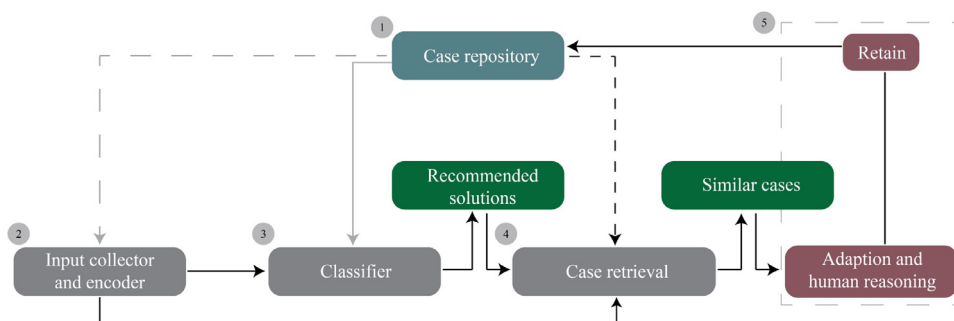 1
5
Case repository
Retain
Recommended
solutions
Similar cases
2
3
4
Input collector
and encoder
Classifier
Case retrieval
Adaption and
human reasoning